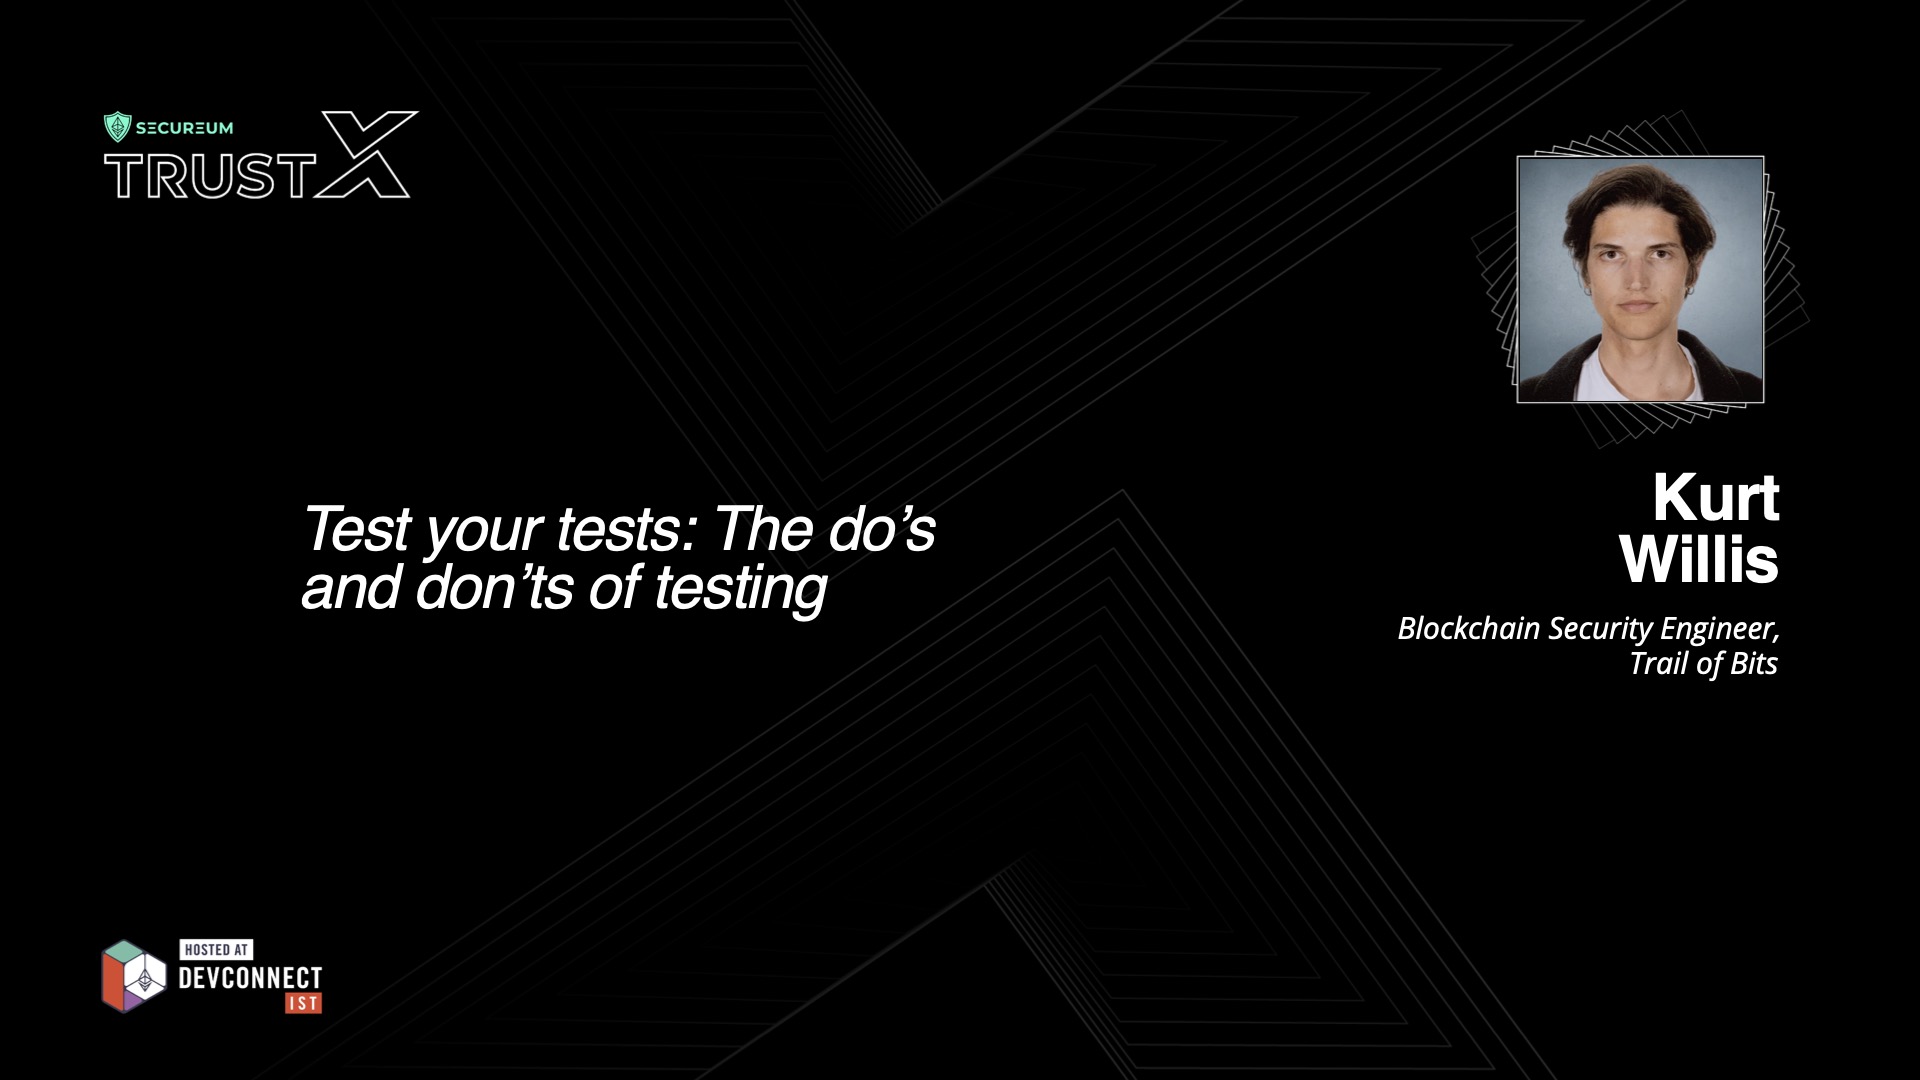 SECUREUM
TRUSTX
Test your tests: The do’s
and don’ts of testing
Kurt
Willis
Blockchain Security Engineer,
Trail of Bits
HOSTED AT
DEVCONNECT
IST